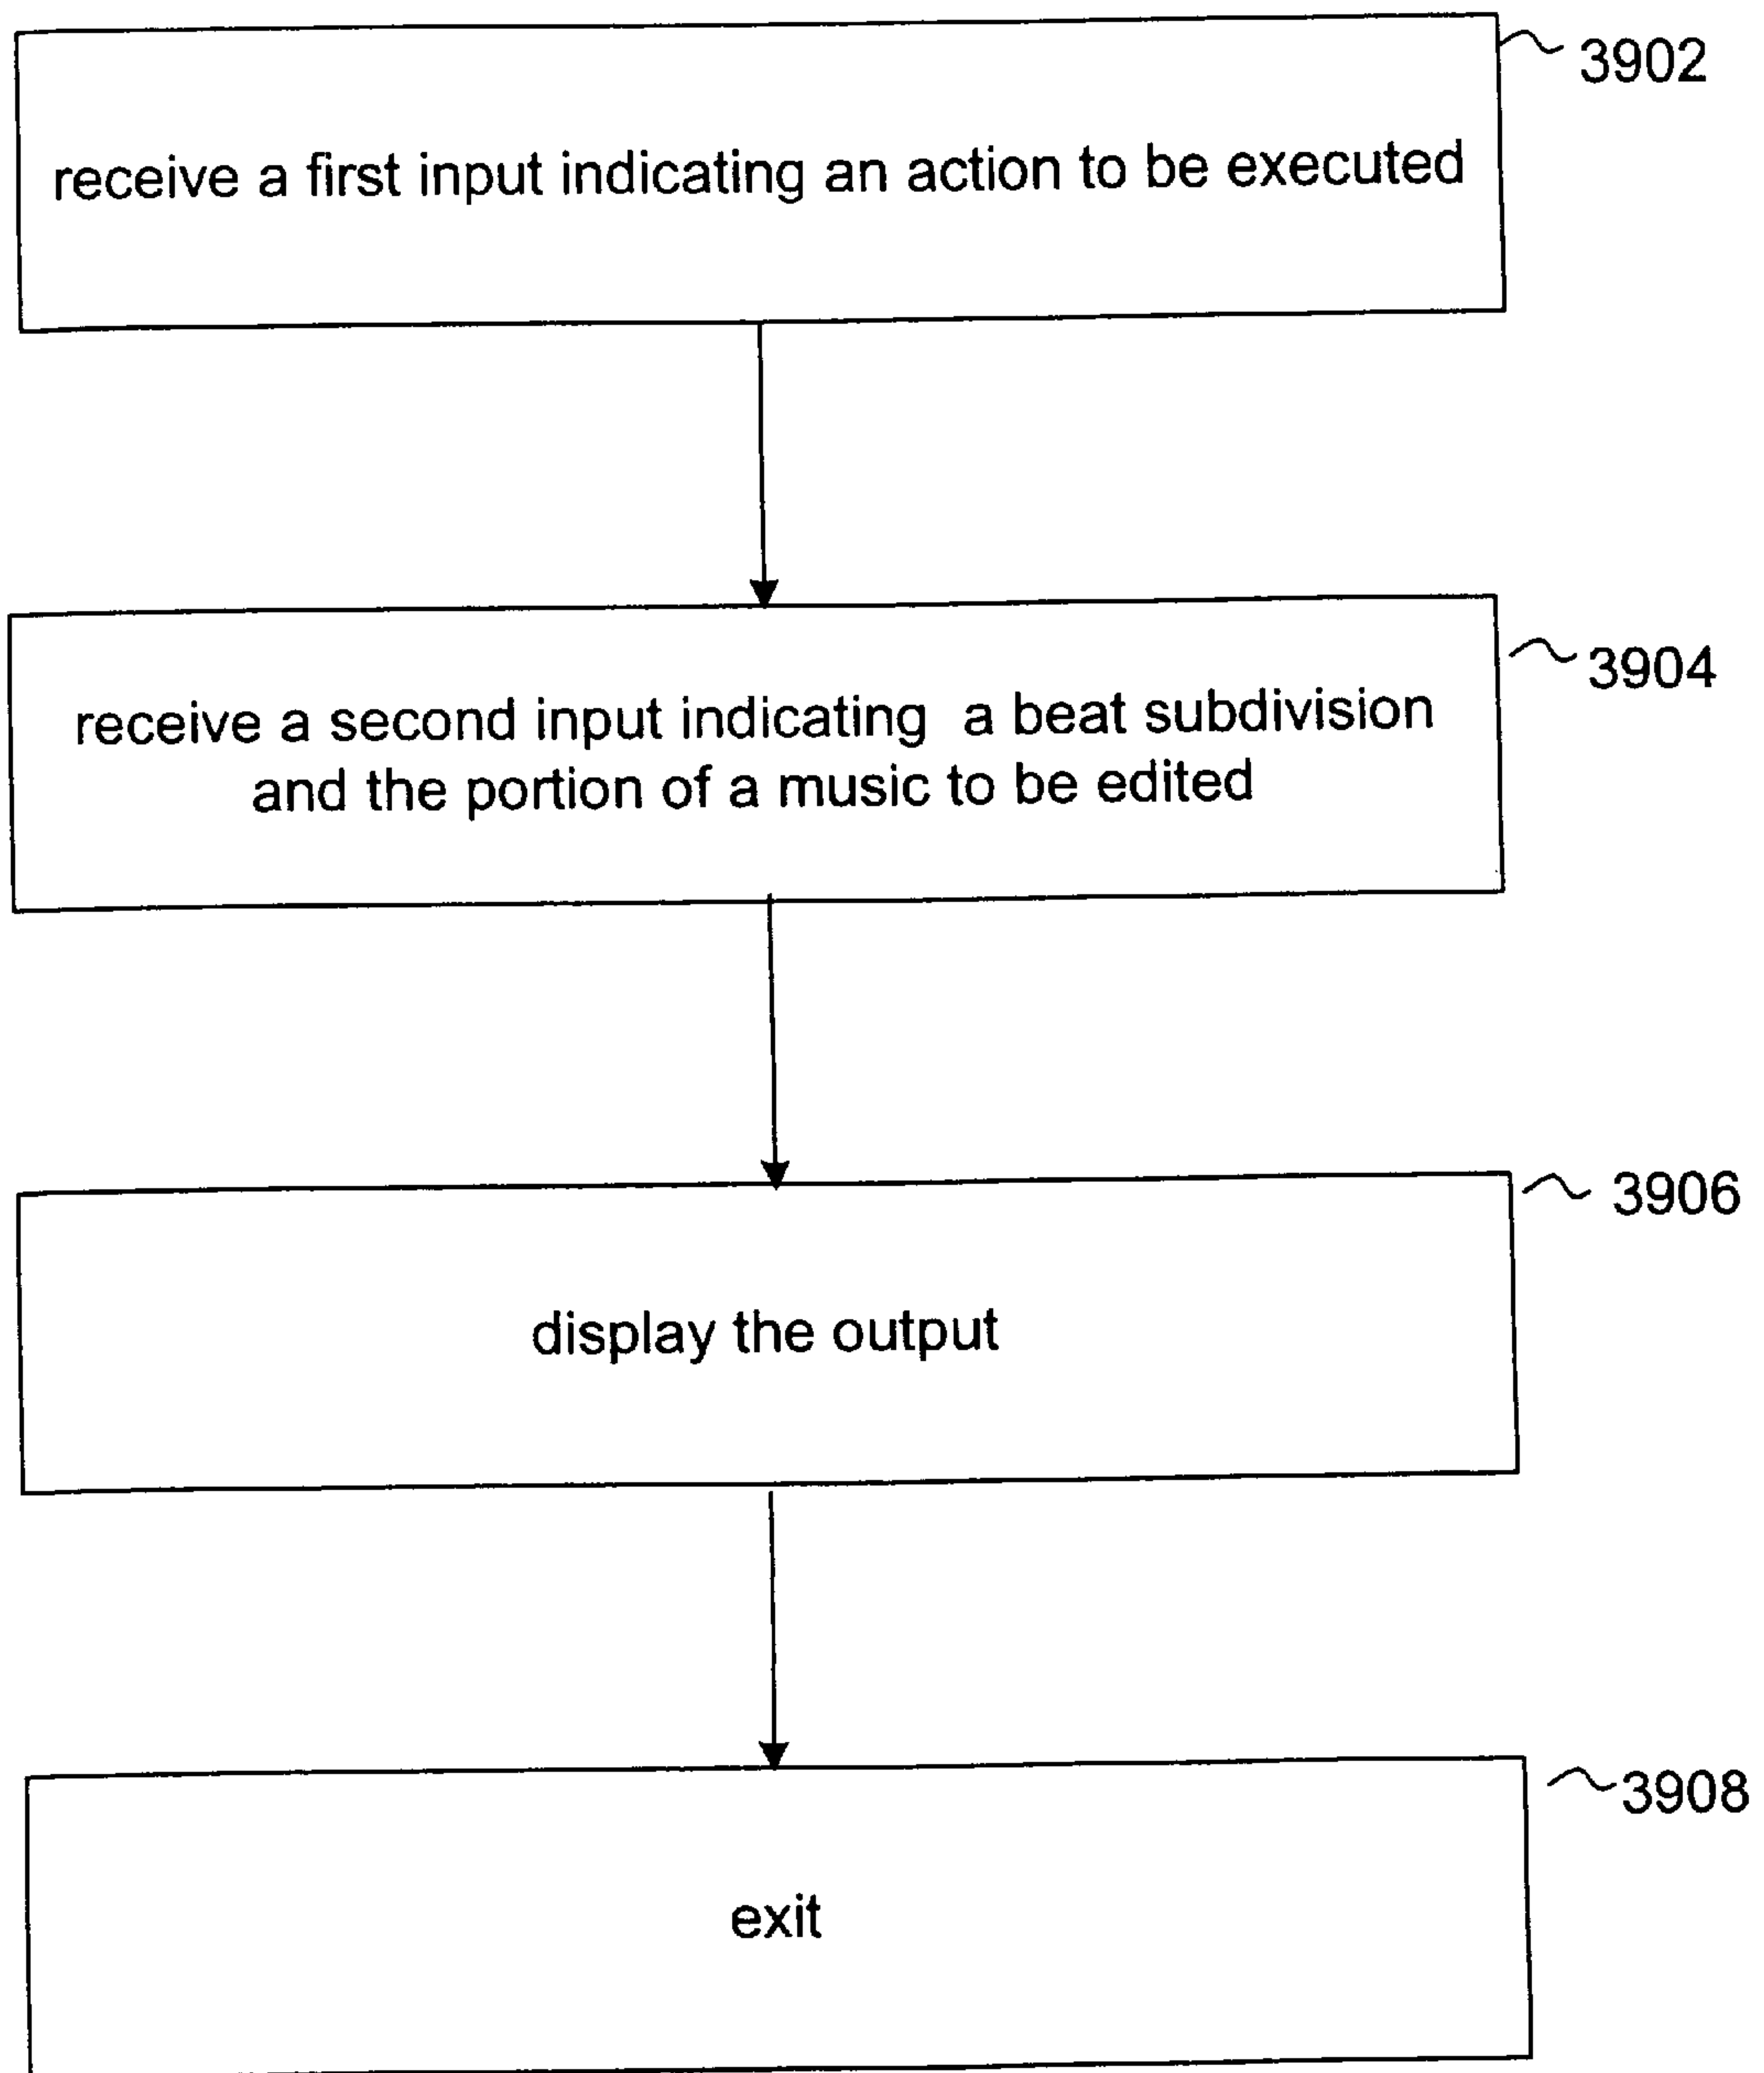 3902
receive a first input indicating an action to be executed
3904
receive a second input indicating a beat subdivision
and the portion of a music to be edited
3906
display the output
3908
exit